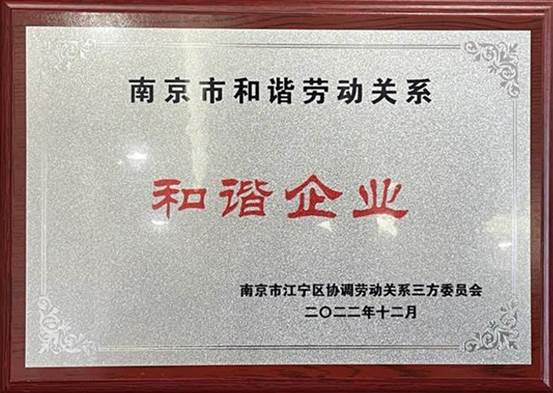 南京市和谐劳动关系
和谐企业
南京市江宁区协调劳动关系三方委员会
二〇二二年十二月